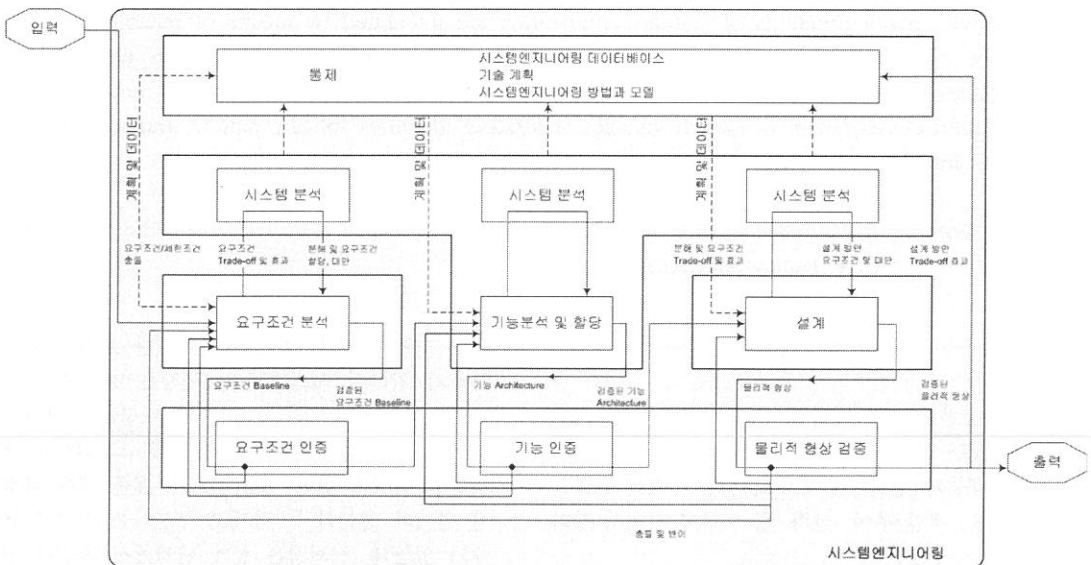 입력
시스템엔지니어링 데이터베이스
통제
기술 계획
시스템엔지니어링 방법과 모델
계획 및 데이터
계획 및 데이터
계획 및 데이터
시스템 분석
시스템 분석
시스템 분석
요구조건/제한조건
충돌
요구조건
Trade-off 및 효과
분해 및 요구조건
할당, 대안
분해 및 요구조건
Trade-off 및 효과
설계 방안
요구조건 및 대안
설계 방안
Trade-off 효과
요구조건 분석
기능분석 및 할당
설계
요구조건 Baseline
검증된
요구조건 Baseline
기능 Architecture
검증된 기능
Architecture
물리적 형상
검증된
물리적 형상
요구조건 인증
기능 인증
물리적 형상 검증
출력
충돌 및 변이
시스템엔지니어링